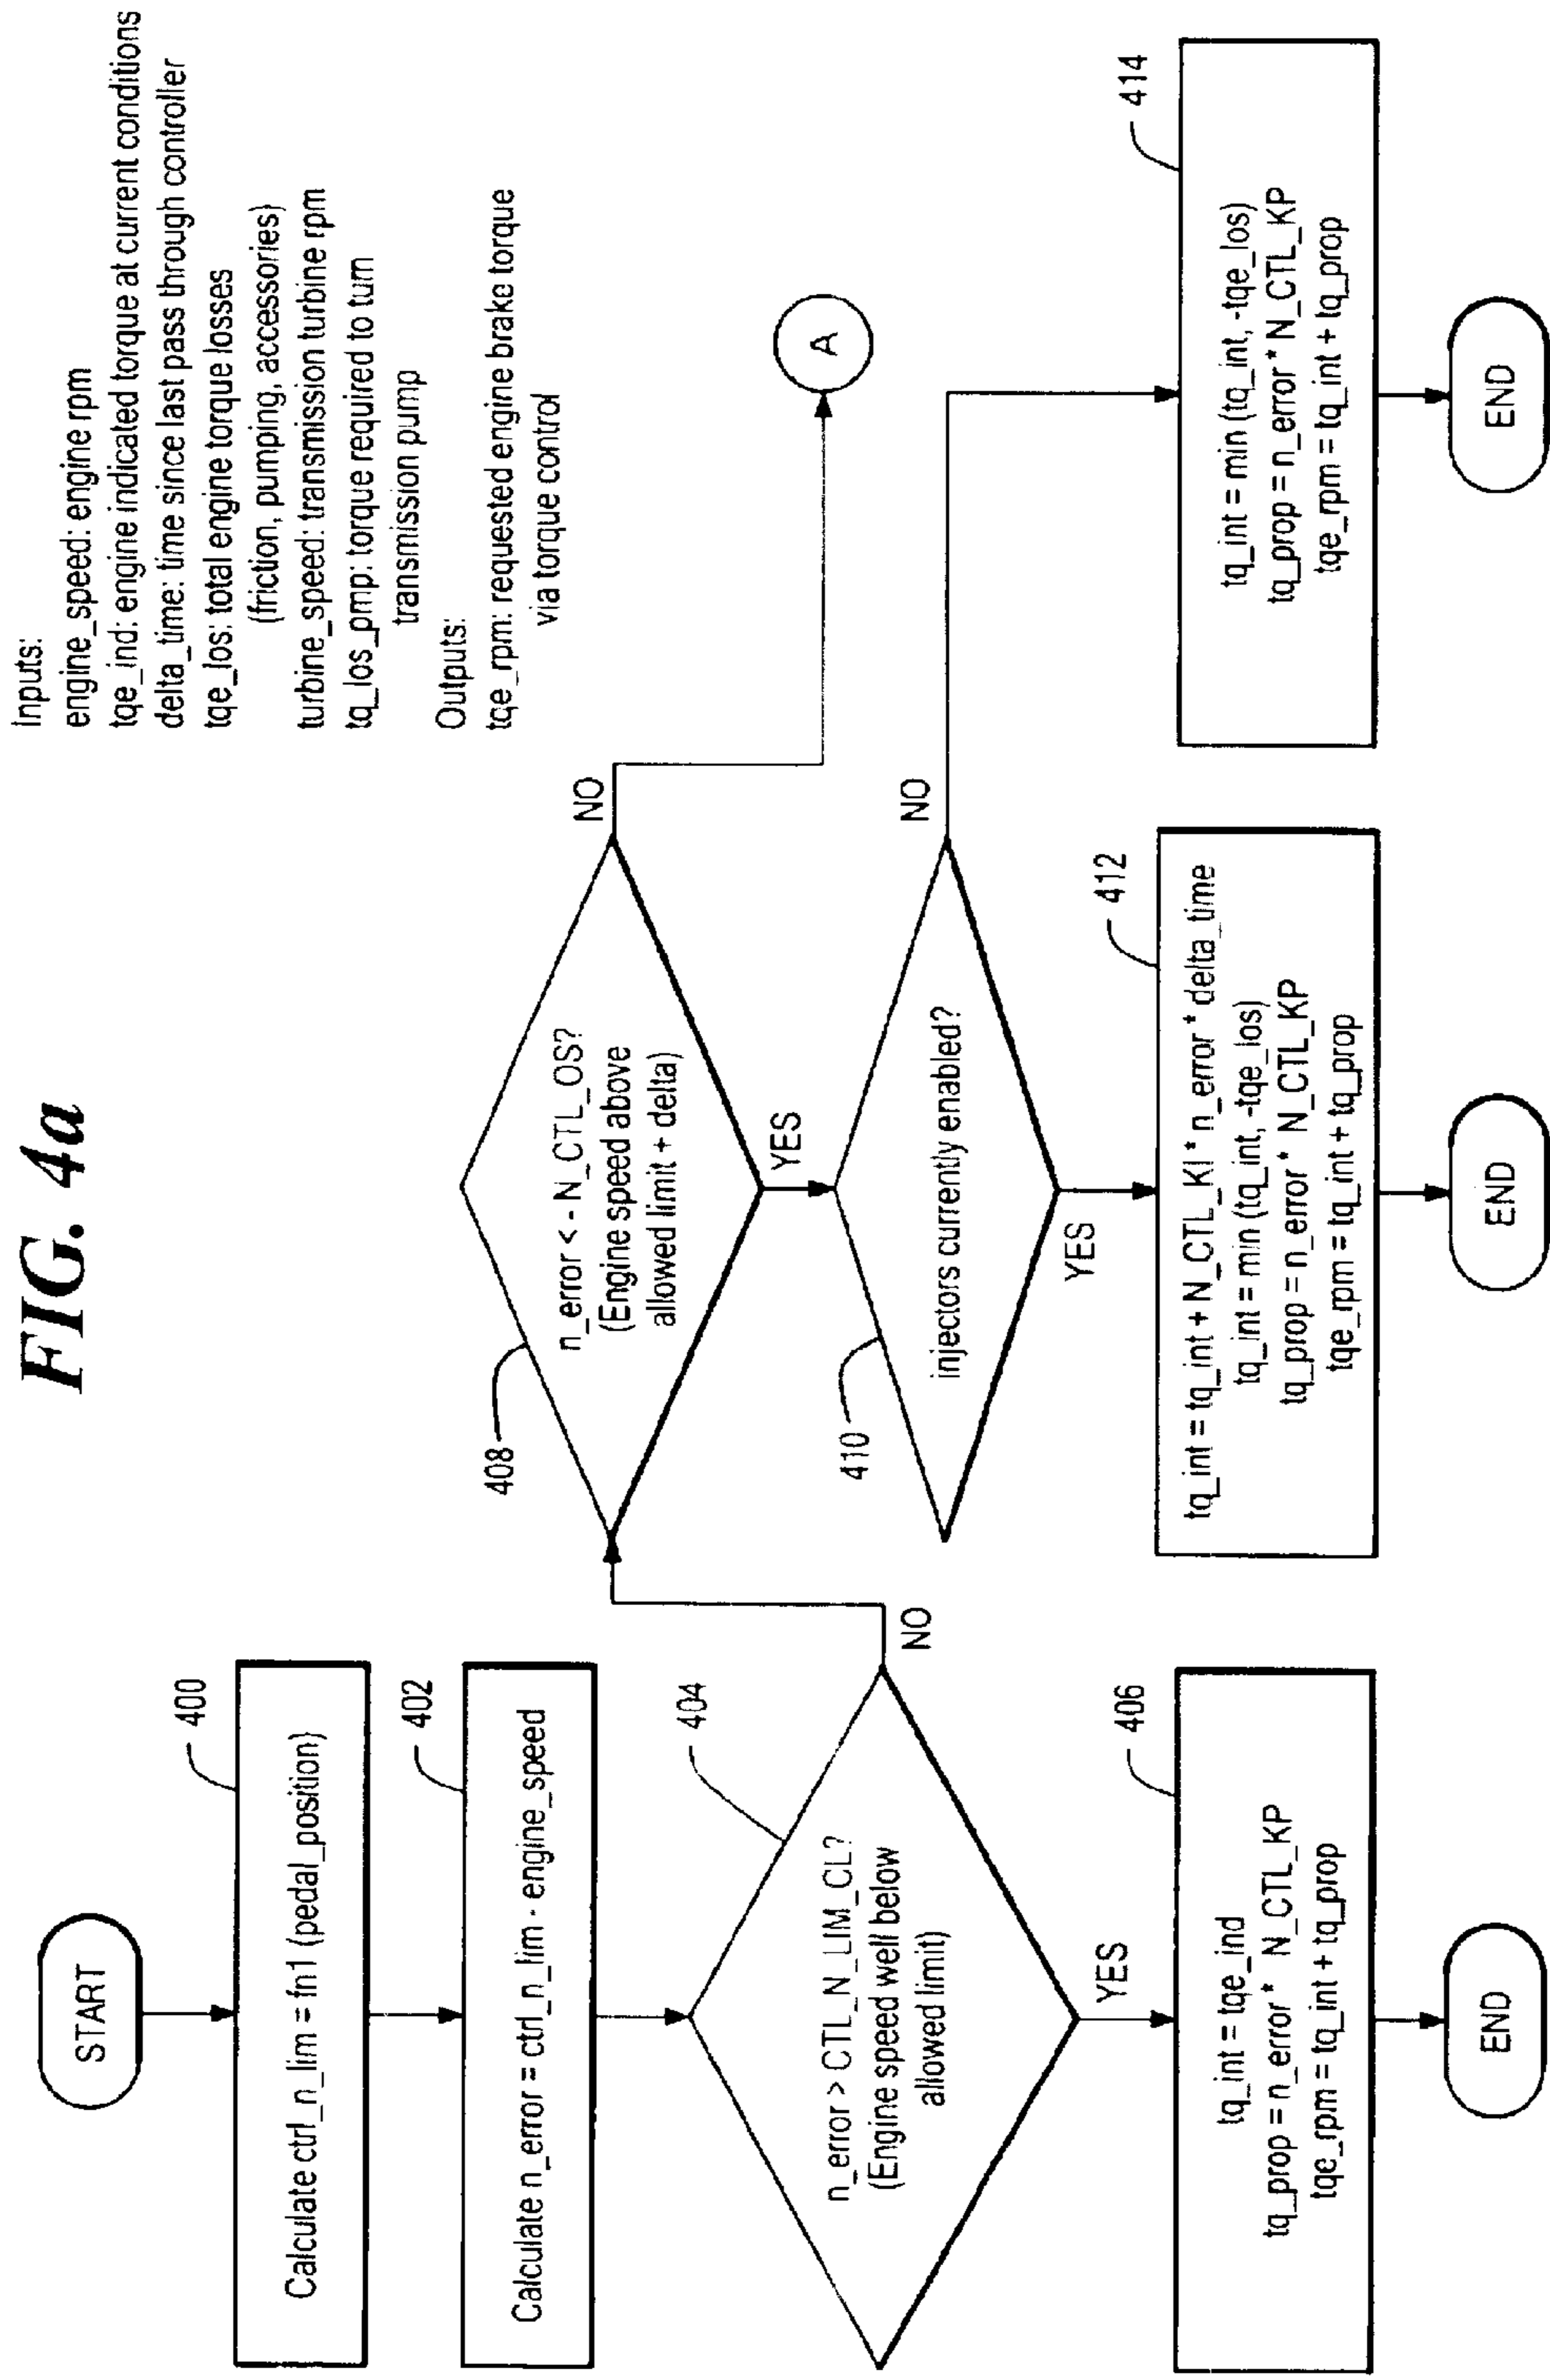 FIG. 4a
Inputs:
engine_speed: engine rpm
tqe_ind: engine indicated torque at current conditions
delta_time: time since last pass through controller
tqe_los: total engine torque losses
(friction, pumping, accessories)
turbine_speed: transmission turbine rpm
tq_los_pmp: torque required to turn
transmission pump
Outputs:
tqe_rpm: requested engine brake torque
via torque control
START
400
Calculate ctrl_n_lim = fn1 (pedal_position)
402
Calculate n_error = ctrl_n_lim - engine_speed
404
n_error > CTL_N_LIM_CL?
(Engine speed well below
allowed limit)
NO
YES
406
tq_int = tqe_ind
tq_prop = n_error * N_CTL_KP
tqe_rpm = tq_int + tq_prop
END
408
n_error < - N_CTL_OS?
(Engine speed above
allowed limit + delta)
NO
A
YES
410
injectors currently enabled?
NO
YES
412
tq_int = tq_int + N_CTL_KI * n_error * delta_time
tq_int = min (tq_int, -tqe_los)
tq_prop = n_error * N_CTL_KP
tqe_rpm = tq_int + tq_prop
END
414
tq_int = min (tq_int, -tqe_los)
tq_prop = n_error * N_CTL_KP
tqe_rpm = tq_int + tq_prop
END